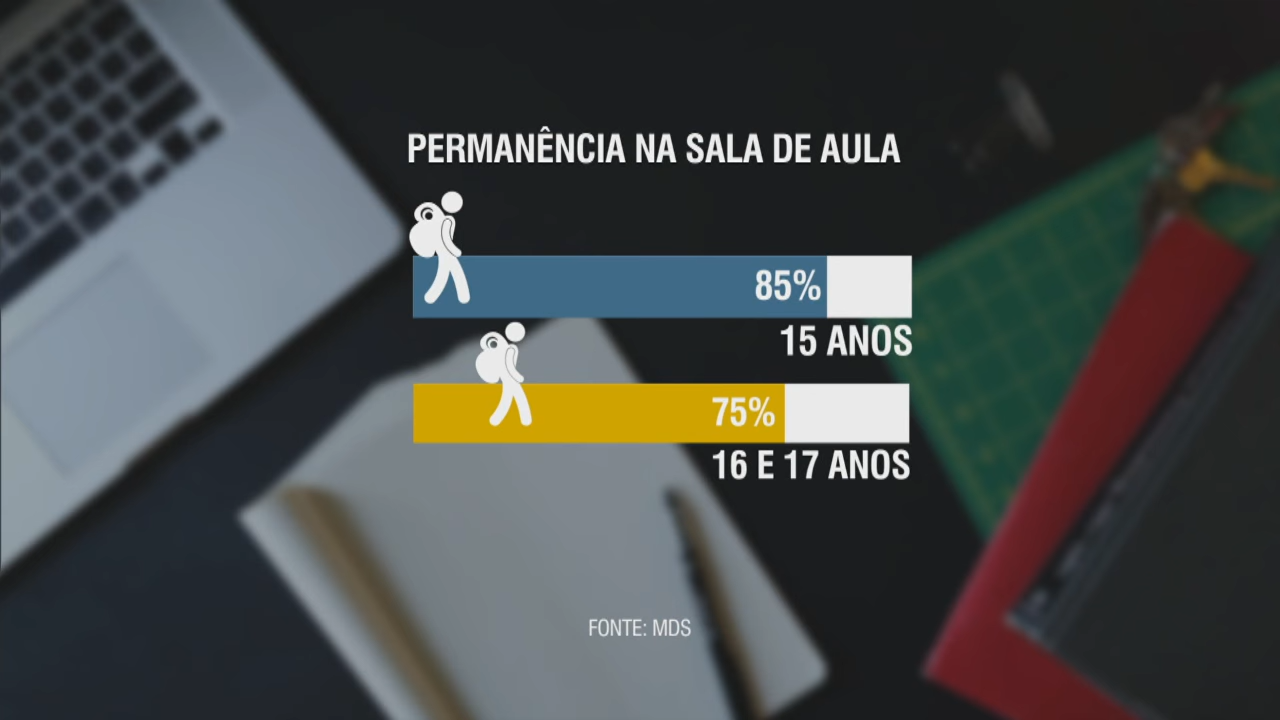 PERMANÊNCIA NA SALA DE AULA
85%
15 ANOS
75%
16 E 17 ANOS
FONTE: MDS